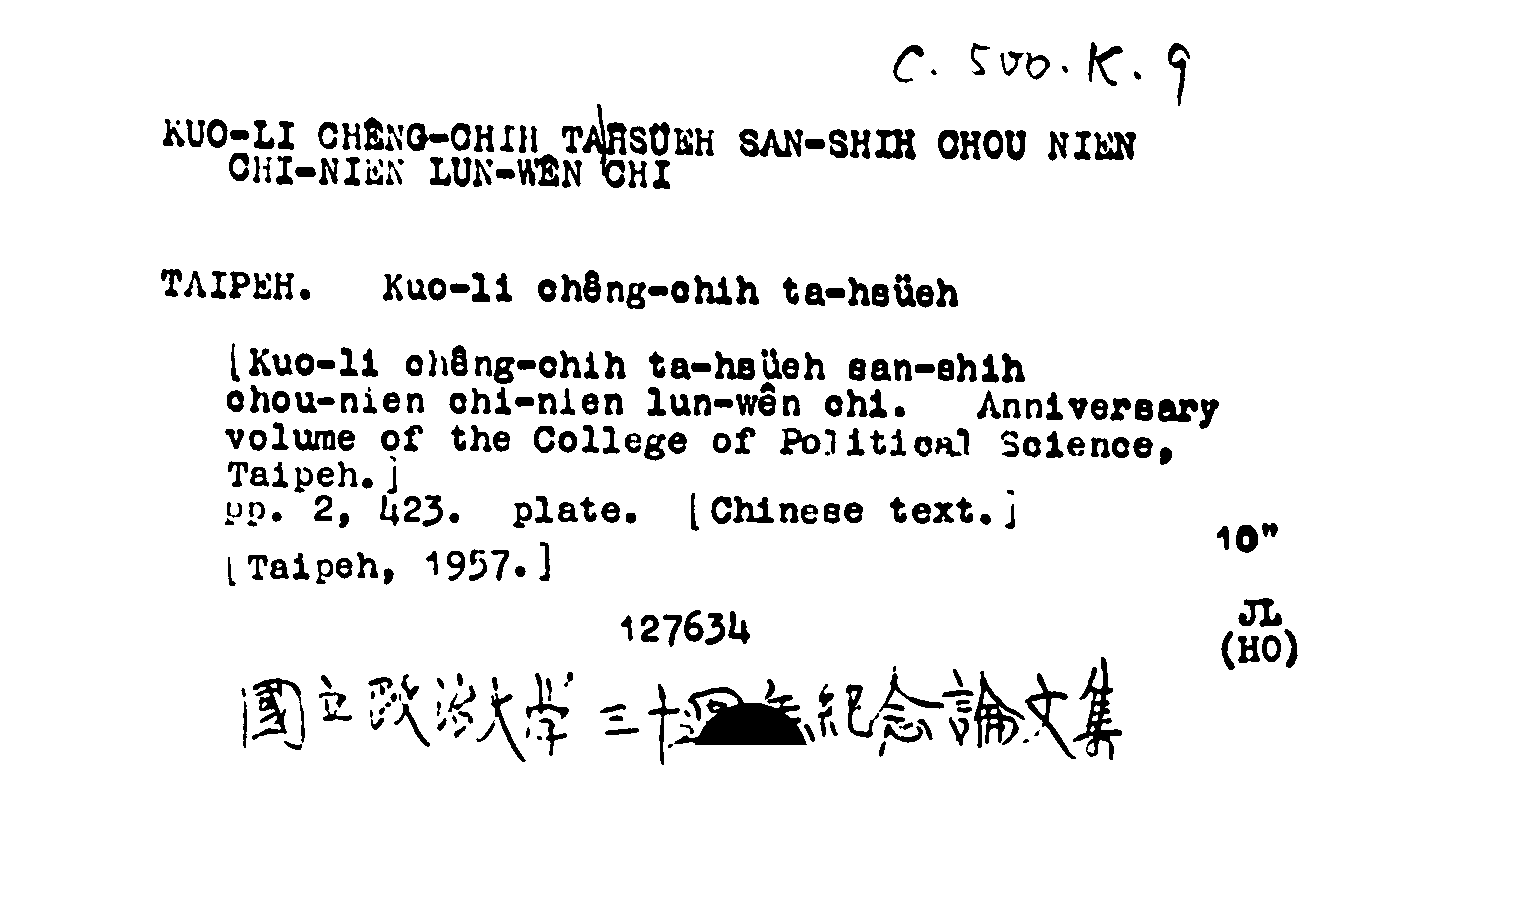 C. 500. K. 9
KUO-LI CHÊNG-CHIH TA HSÜEH SAN-SHIH CHOU NIEN
CHI-NIEN LUN-WÊN CHI
TAIPEH. Kuo-li chêng-chih ta-hsüeh
[Kuo-li chêng-chih ta-hsüeh san-shih
chou-nien chi-nien lun-wên chi. Anniversary
volume of the College of Political Science,
Taipeh.]
pp. 2, 423. plate. [Chinese text.]
10"
[Taipeh, 1957.]
127634
JL
(HO)
國立政治大学三十週年紀念論文集